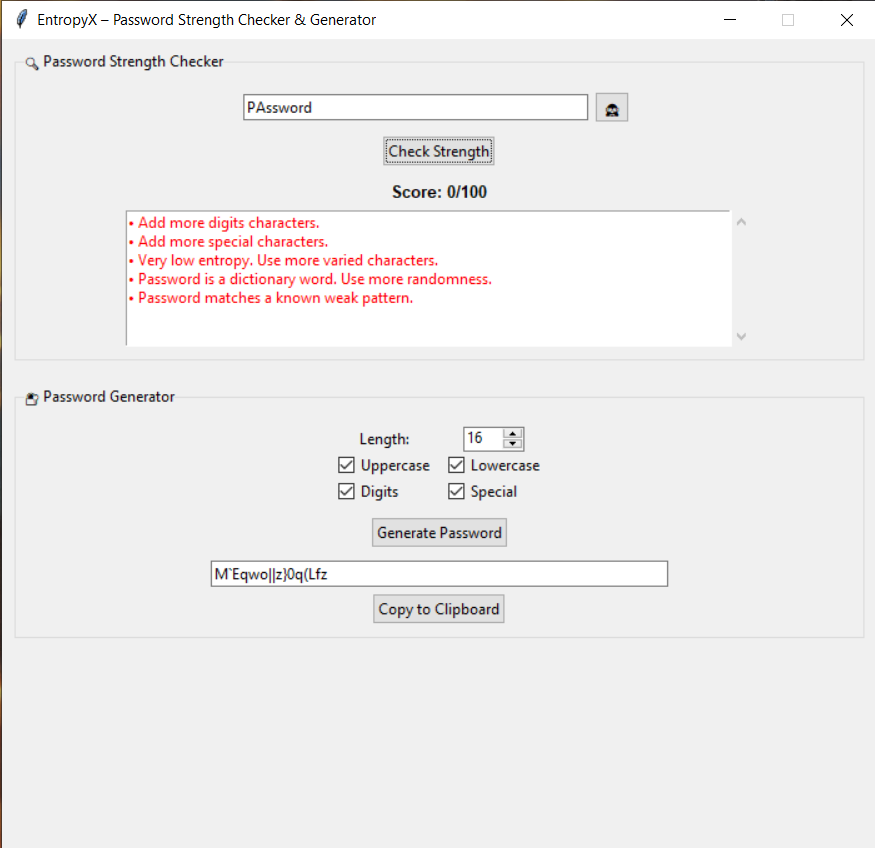 EntropyX – Password Strength Checker & Generator
Password Strength Checker
PAssword
Check Strength
Score: 0/100
• Add more digits characters.
• Add more special characters.
• Very low entropy. Use more varied characters.
• Password is a dictionary word. Use more randomness.
• Password matches a known weak pattern.
Password Generator
Length: 16
Uppercase Lowercase
Digits Special
Generate Password
M`Eqwo||z}0q(Lfz
Copy to Clipboard